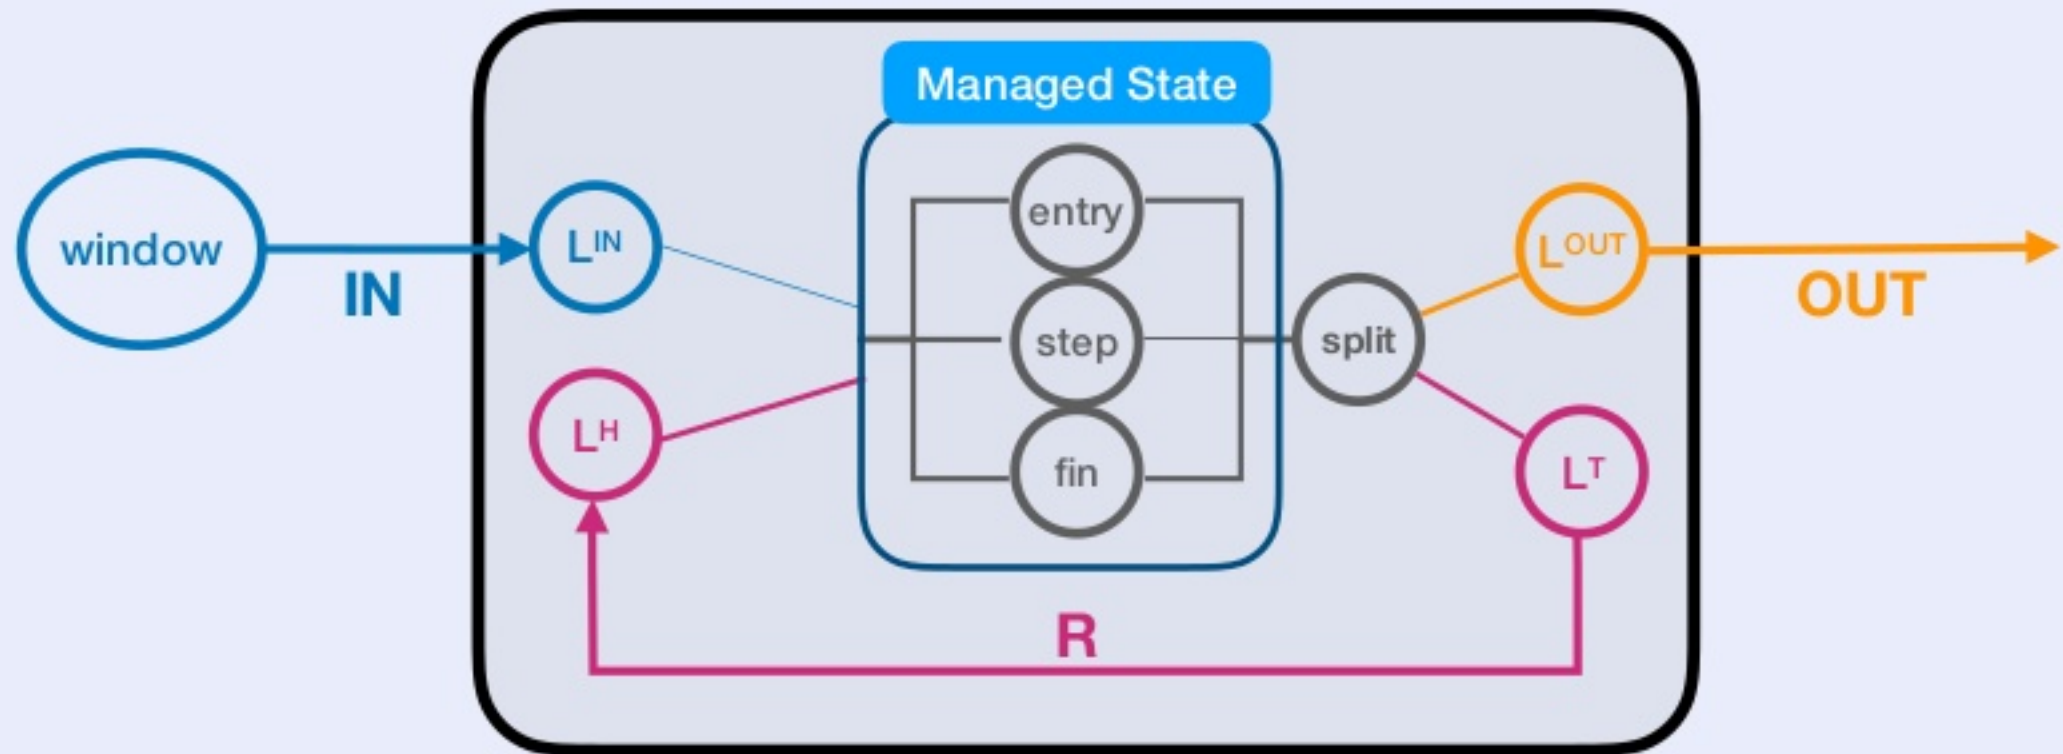 Managed State
window
IN
L^IN
L^H
entry
step
fin
split
L^OUT
L^T
OUT
R